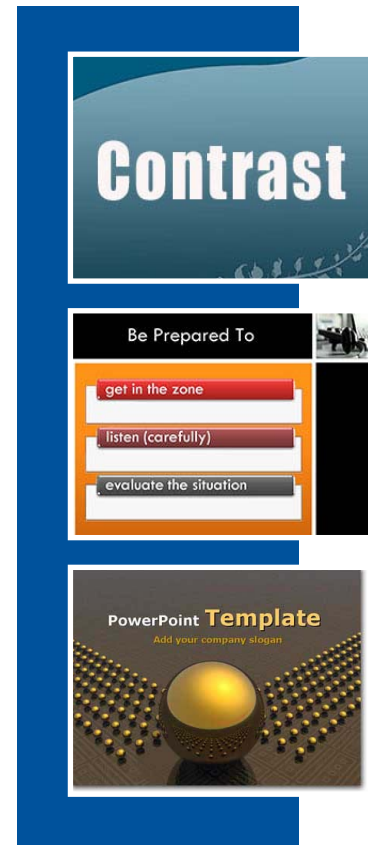 Contrast
Be Prepared To
get in the zone
listen (carefully)
evaluate the situation
PowerPoint Template
Add your company slogan